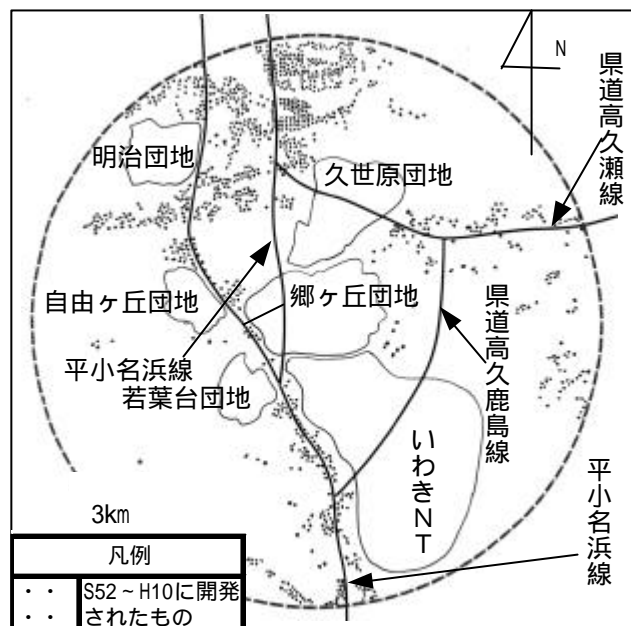 N
県道高久瀬線
明治団地
久世原団地
自由ヶ丘団地
郷ヶ丘団地
県道高久鹿島線
平小名浜線
若葉台団地
いわきNT
平小名浜線
3km
凡例
S52~H10に開発
されたもの